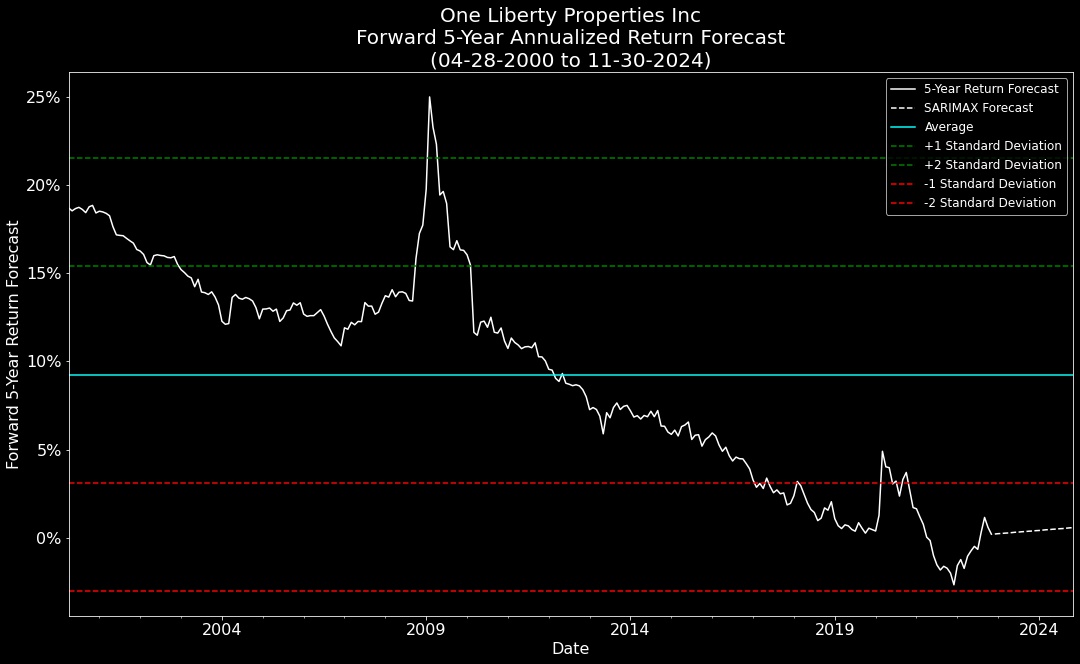 One Liberty Properties Inc
Forward 5-Year Annualized Return Forecast
(04-28-2000 to 11-30-2024)
5-Year Return Forecast
SARIMAX Forecast
Average
+1 Standard Deviation
+2 Standard Deviation
-1 Standard Deviation
-2 Standard Deviation
Forward 5-Year Return Forecast
25%
20%
15%
10%
5%
0%
2004
2009
2014
2019
2024
Date